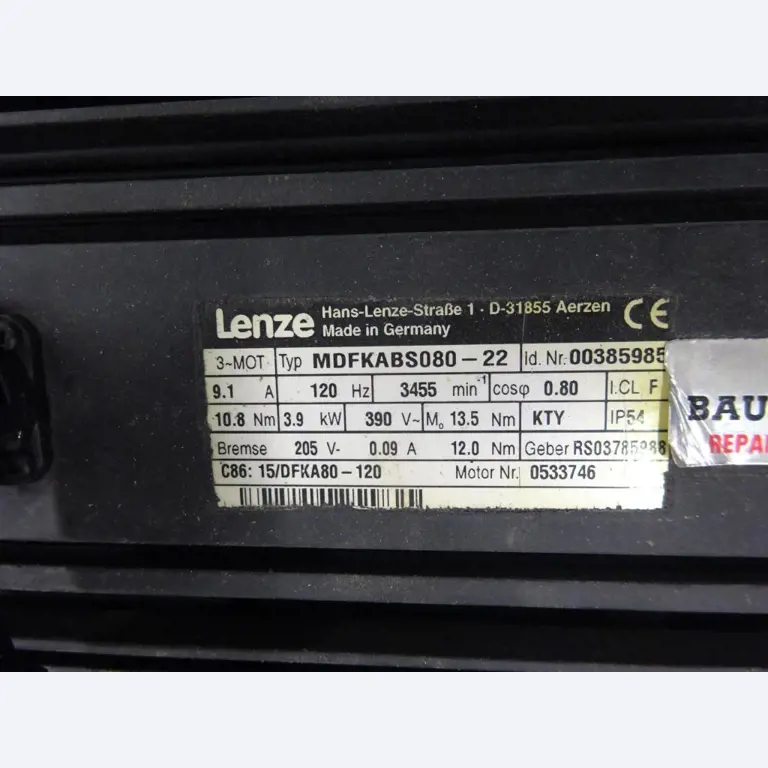 Lenze Hans-Lenze-Straße 1 · D-31855 Aerzen CE
Made in Germany
3~MOT Typ MDFKABS080-22 Id. Nr. 00385985
9.1 A 120 Hz 3455 min⁻¹ cosφ 0.80 I.CL F
10.8 Nm 3.9 kW 390 V~ M₀ 13.5 Nm KTY IP54
Bremse 205 V- 0.09 A 12.0 Nm Geber
C86: 15/DFKA80-120 Motor Nr. 0533746
BAU
REPA